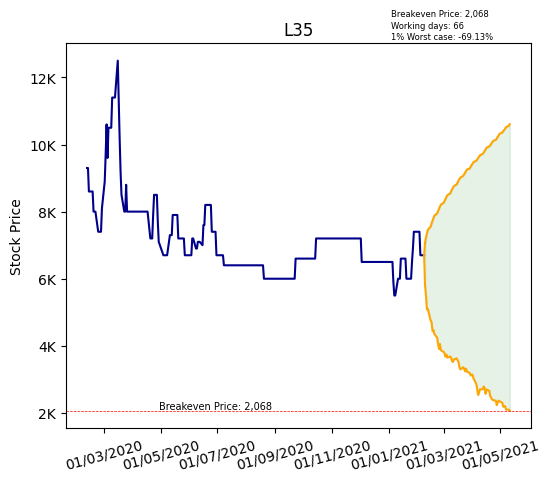 Breakeven Price: 2,068
Working days: 66
1% Worst case: -69.13%
L35
Stock Price
12K
10K
8K
6K
4K
2K
Breakeven Price: 2,068
01/03/2020
01/05/2020
01/07/2020
01/09/2020
01/11/2020
01/01/2021
01/03/2021
01/05/2021